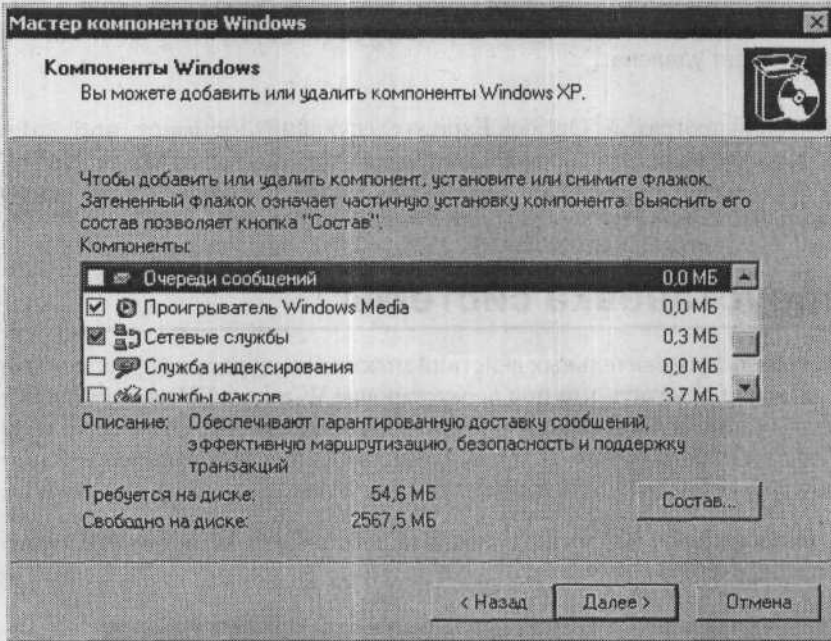 Мастер компонентов Windows
Компоненты Windows
Вы можете добавить или удалить компоненты Windows XP.
Чтобы добавить или удалить компонент, установите или снимите флажок.
Затененный флажок означает частичную установку компонента. Выяснить его
состав позволяет кнопка "Состав".
Компоненты:
Очереди сообщений 0,0 МБ
Проигрыватель Windows Media 0,0 МБ
Сетевые службы 0,3 МБ
Служба индексирования 0,0 МБ
Службы факсов 3,7 МБ
Описание: Обеспечивают гарантированную доставку сообщений,
эффективную маршрутизацию, безопасность и поддержку
транзакций
Требуется на диске: 54,6 МБ
Свободно на диске: 2567,5 МБ
Состав...
< Назад Далее > Отмена